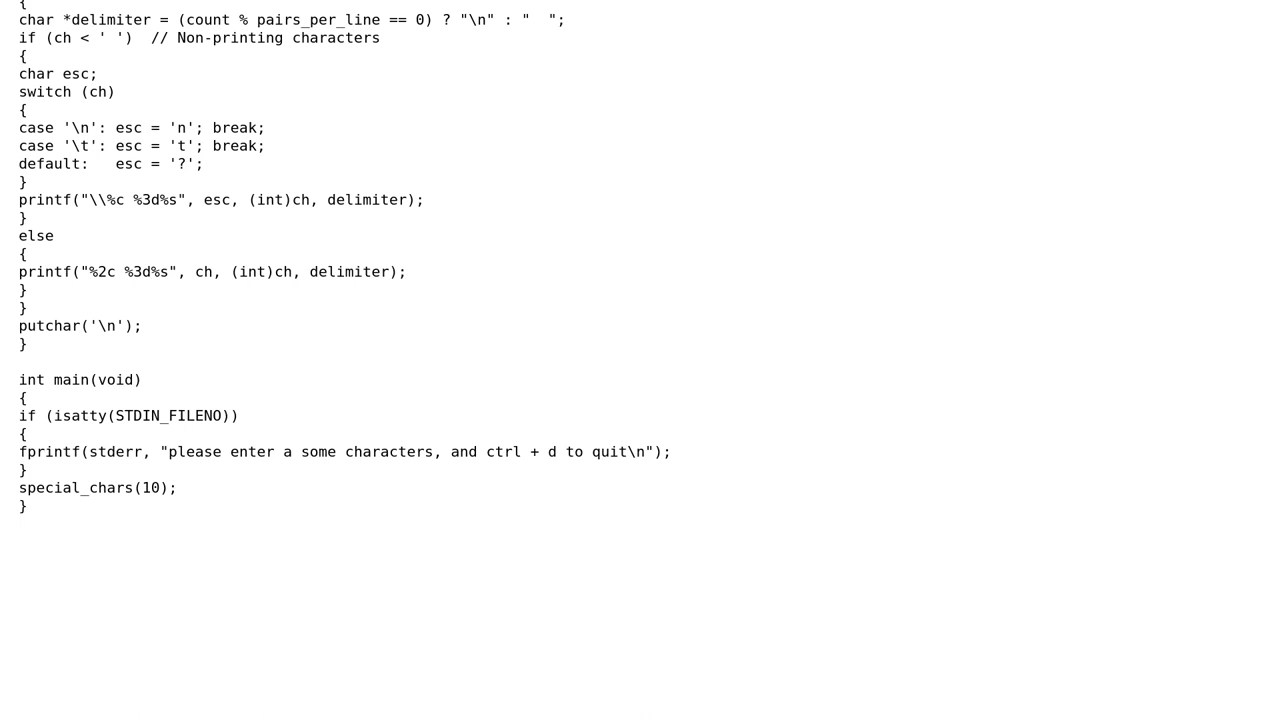 {
char *delimiter = (count % pairs_per_line == 0) ? "\n" : "  ";
if (ch < ' ')  // Non-printing characters
{
char esc;
switch (ch)
{
case '\n': esc = 'n'; break;
case '\t': esc = 't'; break;
default:   esc = '?';
}
printf("\\%c %3d%s", esc, (int)ch, delimiter);
}
else
{
printf("%2c %3d%s", ch, (int)ch, delimiter);
}
}
putchar('\n');
}

int main(void)
{
if (isatty(STDIN_FILENO))
{
fprintf(stderr, "please enter a some characters, and ctrl + d to quit\n");
}
special_chars(10);
}